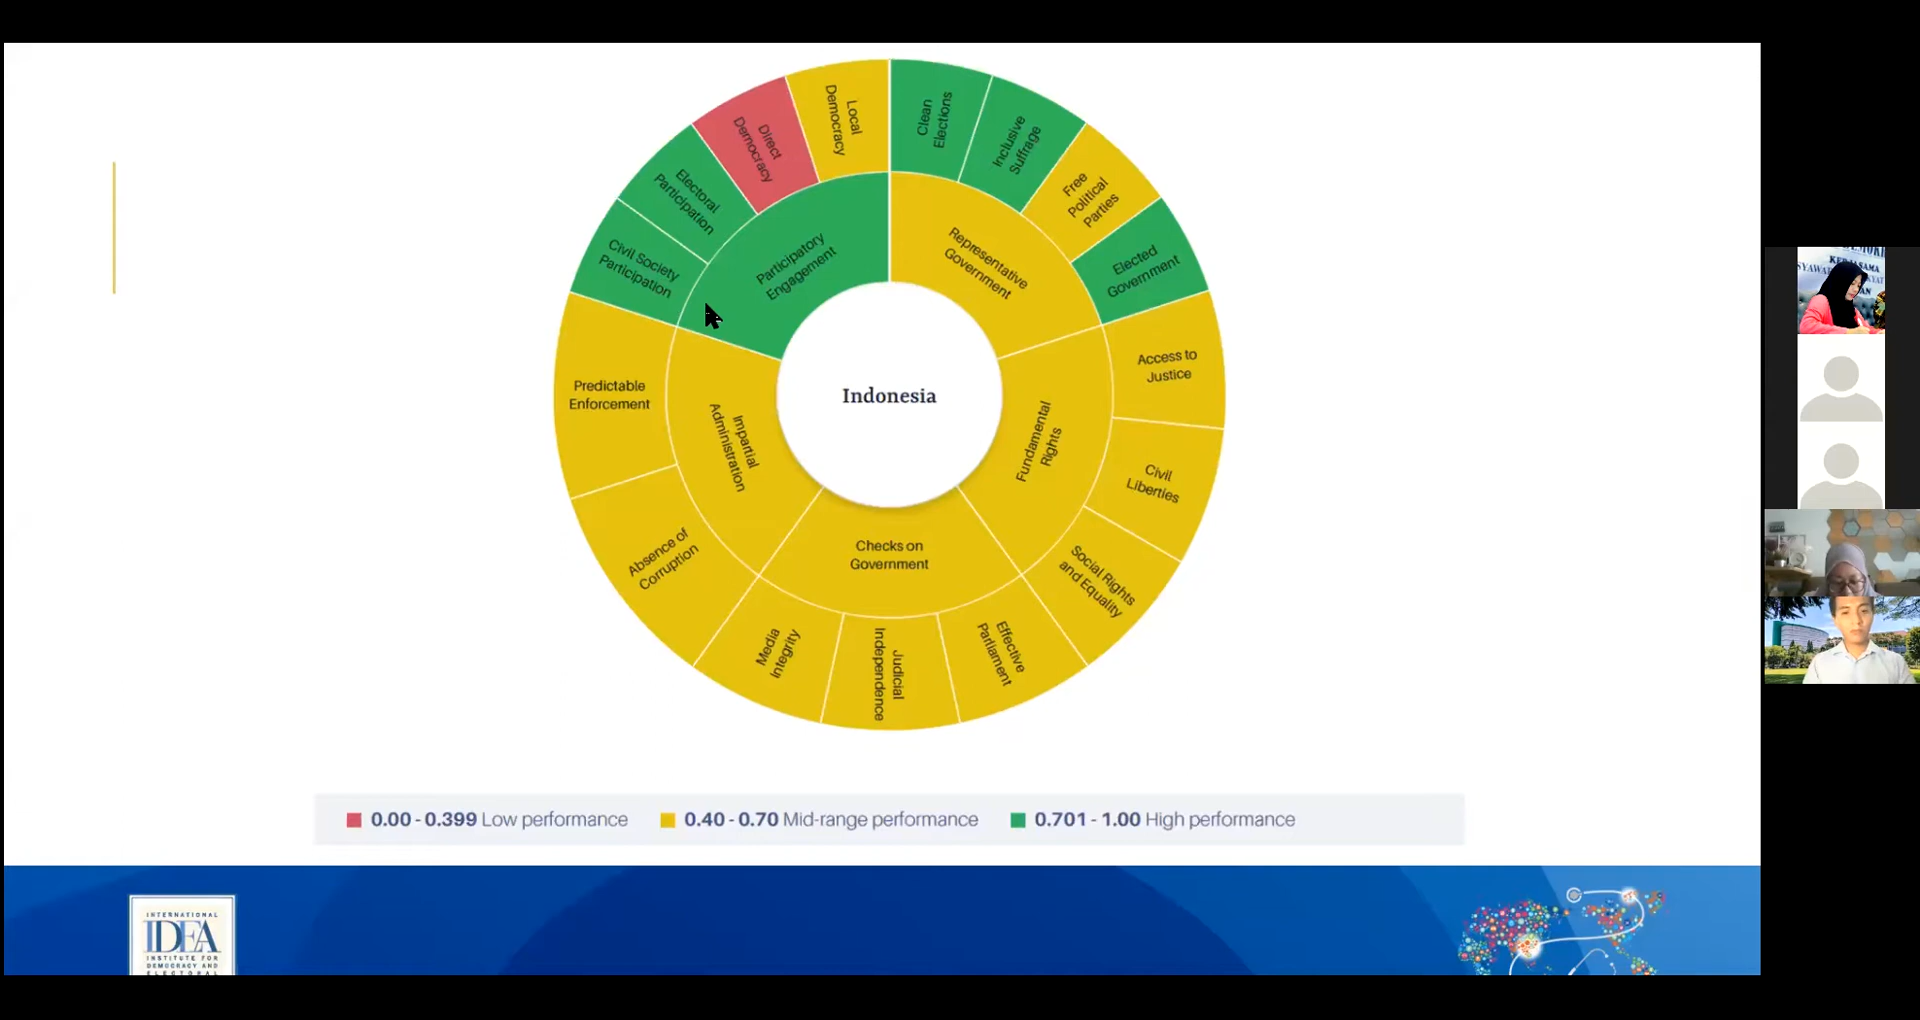 Local
Democracy
Clean
Elections
Inclusive
Suffrage
Free
Political
Parties
Elected
Government
Direct
Democracy
Electoral
Participation
Civil Society
Participation
Participatory
Engagement
Representative
Government
Predictable
Enforcement
Impartial
Administration
Indonesia
Fundamental
Rights
Access to
Justice
Civil
Liberties
Social Rights
and Equality
Absence of
Corruption
Checks on
Government
Media
Integrity
Judicial
Independence
Effective
Parliament
0.00 - 0.399 Low performance
0.40 - 0.70 Mid-range performance
0.701 - 1.00 High performance
INTERNATIONAL
IDEA
INSTITUTE FOR
DEMOCRACY AND
ELECTORAL
KERJASAMA